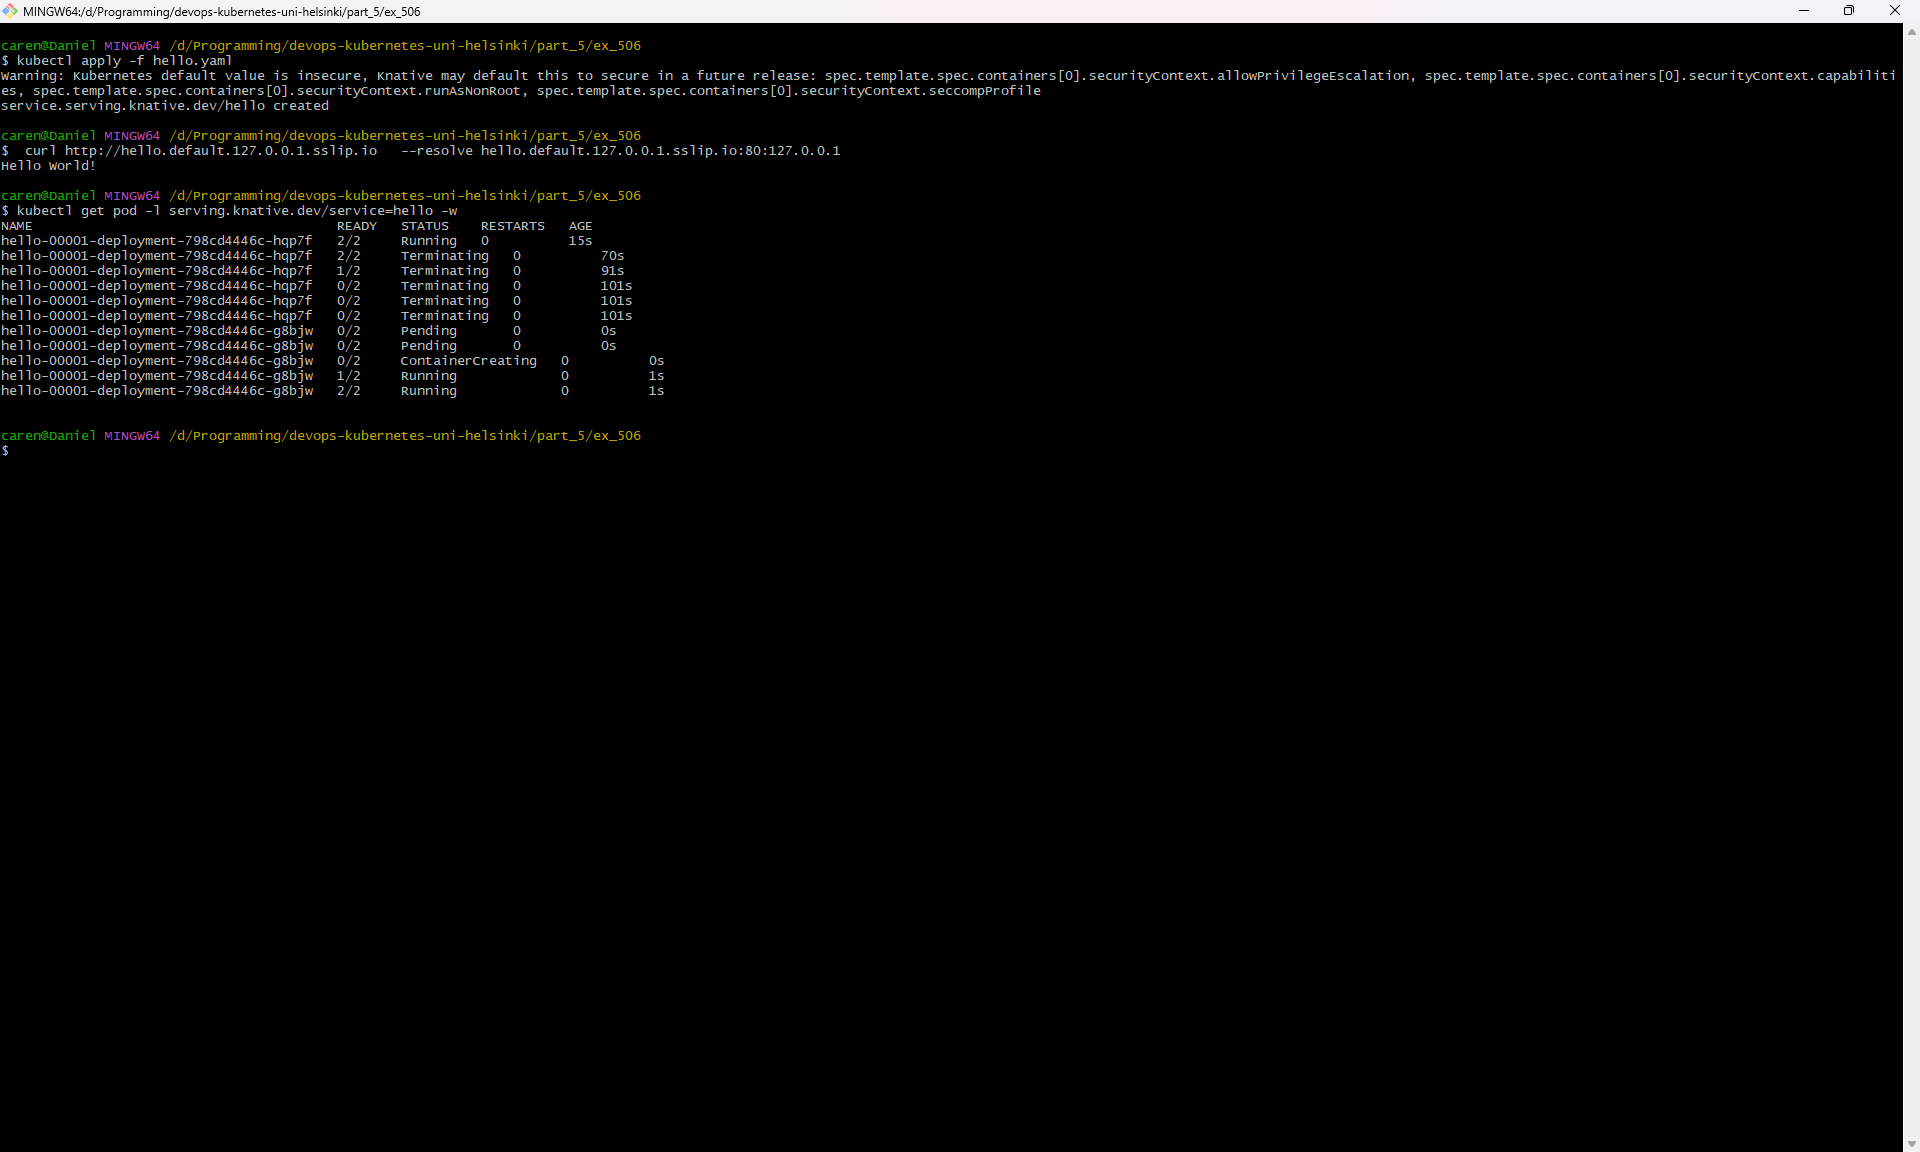 MINGW64:/d/Programming/devops-kubernetes-uni-helsinki/part_5/ex_506
caren@Daniel MINGW64 /d/Programming/devops-kubernetes-uni-helsinki/part_5/ex_506
$ kubectl apply -f hello.yaml
Warning: Kubernetes default value is insecure, Knative may default this to secure in a future release: spec.template.spec.containers[0].securityContext.allowPrivilegeEscalation, spec.template.spec.containers[0].securityContext.capabiliti
es, spec.template.spec.containers[0].securityContext.runAsNonRoot, spec.template.spec.containers[0].securityContext.seccompProfile
service.serving.knative.dev/hello created
caren@Daniel MINGW64 /d/Programming/devops-kubernetes-uni-helsinki/part_5/ex_506
$  curl http://hello.default.127.0.0.1.sslip.io   --resolve hello.default.127.0.0.1.sslip.io:80:127.0.0.1
Hello World!
caren@Daniel MINGW64 /d/Programming/devops-kubernetes-uni-helsinki/part_5/ex_506
$ kubectl get pod -l serving.knative.dev/service=hello -w
NAME                                      READY   STATUS    RESTARTS   AGE
hello-00001-deployment-798cd4446c-hqp7f   2/2     Running   0          15s
hello-00001-deployment-798cd4446c-hqp7f   2/2     Terminating   0          70s
hello-00001-deployment-798cd4446c-hqp7f   1/2     Terminating   0          91s
hello-00001-deployment-798cd4446c-hqp7f   0/2     Terminating   0          101s
hello-00001-deployment-798cd4446c-hqp7f   0/2     Terminating   0          101s
hello-00001-deployment-798cd4446c-hqp7f   0/2     Terminating   0          101s
hello-00001-deployment-798cd4446c-g8bjw   0/2     Pending       0          0s
hello-00001-deployment-798cd4446c-g8bjw   0/2     Pending       0          0s
hello-00001-deployment-798cd4446c-g8bjw   0/2     ContainerCreating   0          0s
hello-00001-deployment-798cd4446c-g8bjw   1/2     Running             0          1s
hello-00001-deployment-798cd4446c-g8bjw   2/2     Running             0          1s
caren@Daniel MINGW64 /d/Programming/devops-kubernetes-uni-helsinki/part_5/ex_506
$